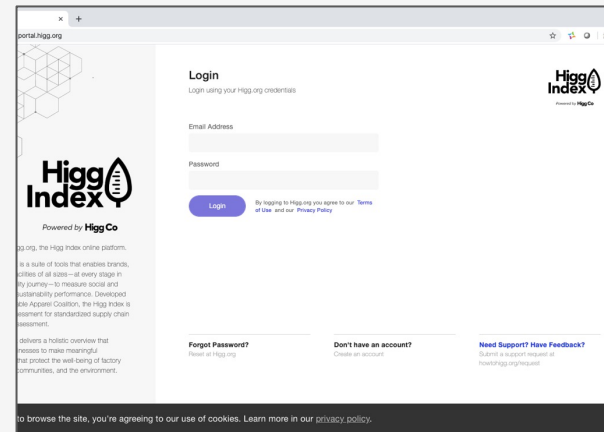 portal.higg.org
Higg
Index
Powered by Higg Co
gg.org, the Higg Index online platform.
is a suite of tools that enables brands,
cilities of all sizes—at every stage in
ity journey—to measure social and
sustainability performance. Developed
ble Apparel Coalition, the Higg Index is
essment for standardized supply chain
ssessment.
delivers a holistic overview that
nesses to make meaningful
that protect the well-being of factory
communities, and the environment.
Login
Login using your Higg.org credentials
Email Address
Password
Login
By logging to Higg.org you agree to our Terms
of Use and our Privacy Policy
Higg
Index
Powered by Higg Co
Forgot Password?
Reset at Higg.org
Don't have an account?
Create an account
Need Support? Have Feedback?
Submit a support request at
howtohigg.org/request
to browse the site, you're agreeing to our use of cookies. Learn more in our privacy policy.